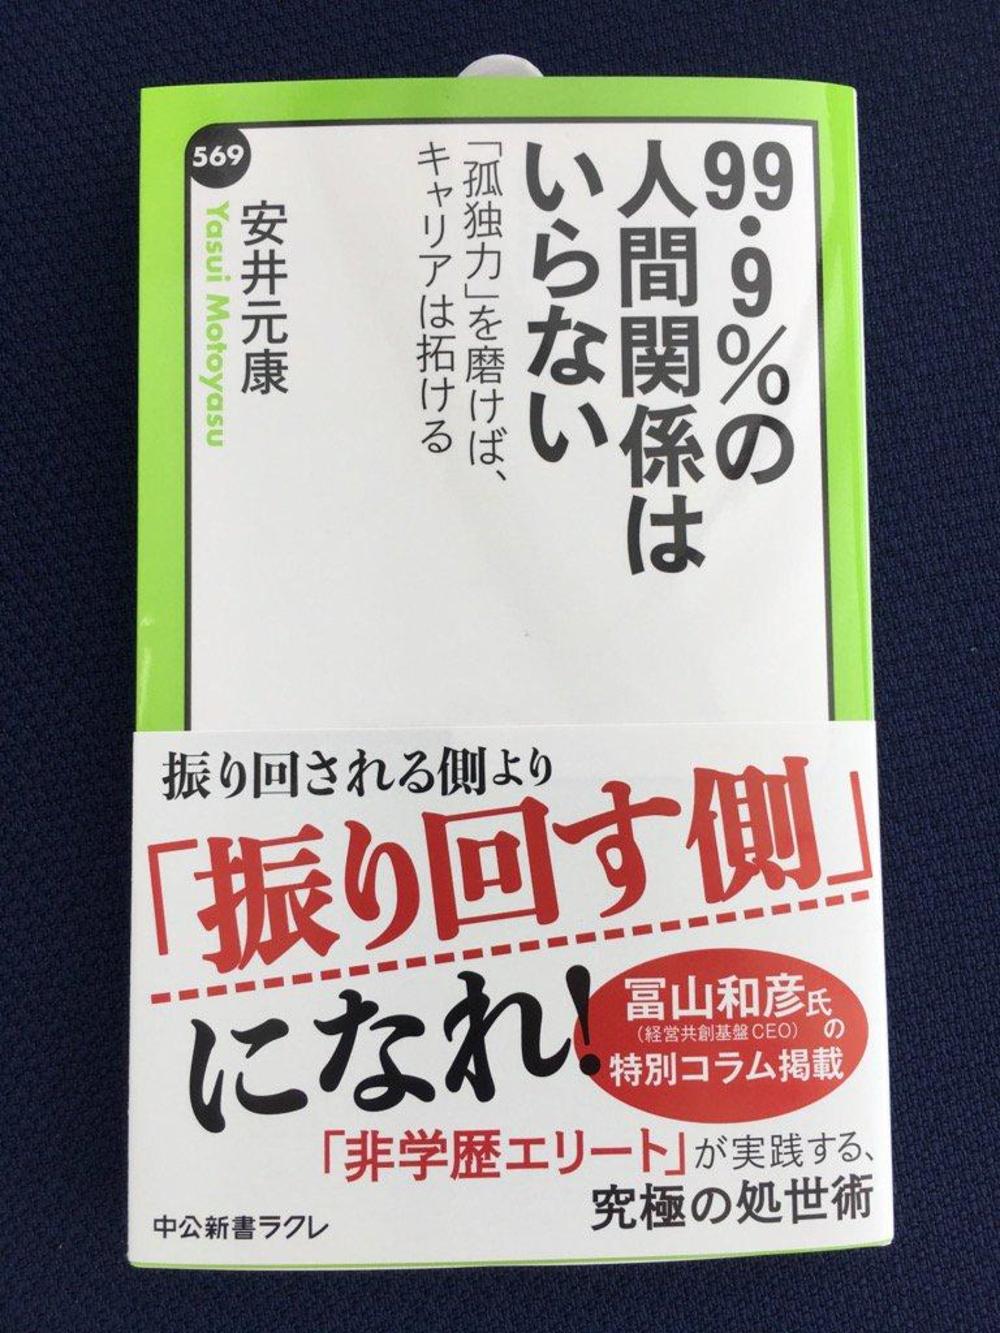 99.9%の
人間関係は
いらない
「孤独力」を磨けば、
キャリアは拓ける
安井元康
Yasui Motoyasu
569
振り回される側より
「振り回す側」
になれ!
冨山和彦氏の
(経営共創基盤CEO)
特別コラム掲載
「非学歴エリート」が実践する、
究極の処世術
中公新書ラクレ